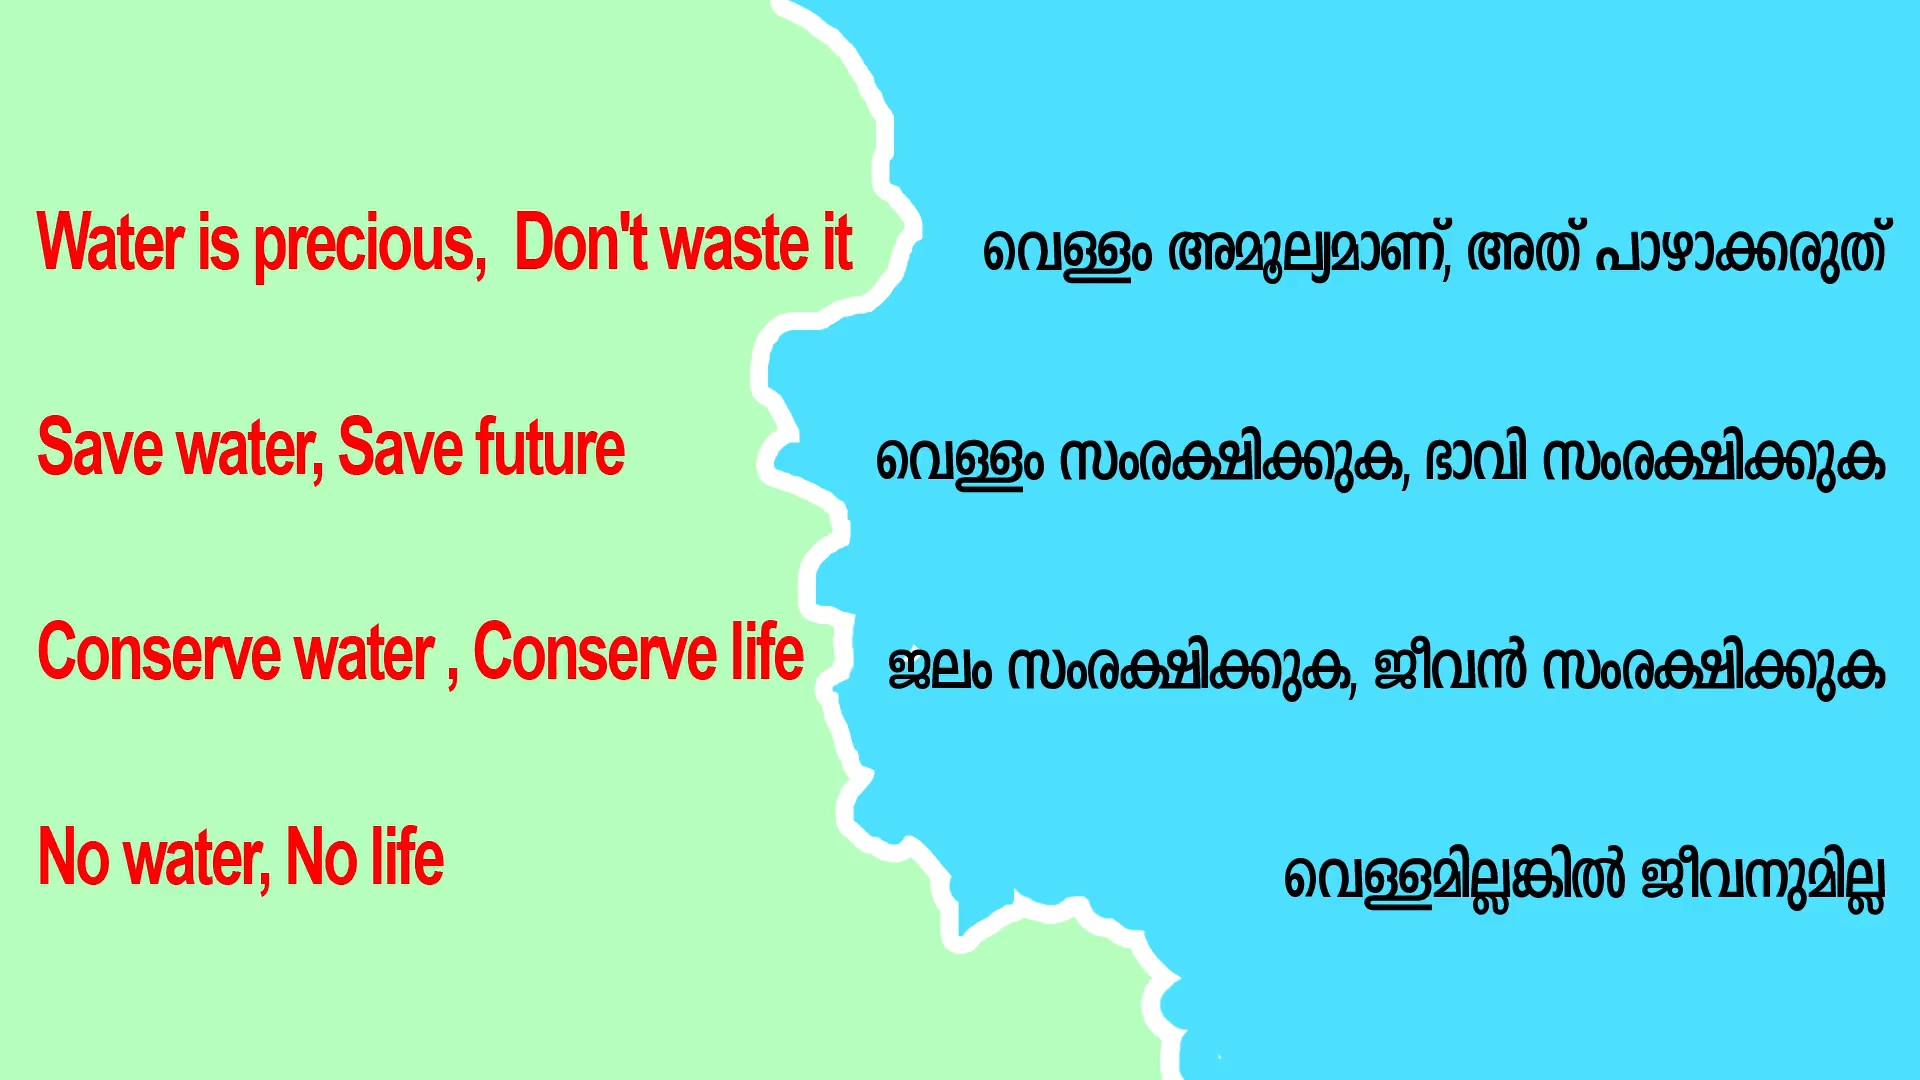 Water is precious,  Don't waste it
വെള്ളം അമൂല്യമാണ്, അത് പാഴാക്കരുത്
Save water, Save future
വെള്ളം സംരക്ഷിക്കുക, ഭാവി സംരക്ഷിക്കുക
Conserve water , Conserve life
ജലം സംരക്ഷിക്കുക, ജീവൻ സംരക്ഷിക്കുക
No water, No life
വെള്ളമില്ലങ്കിൽ ജീവനുമില്ല